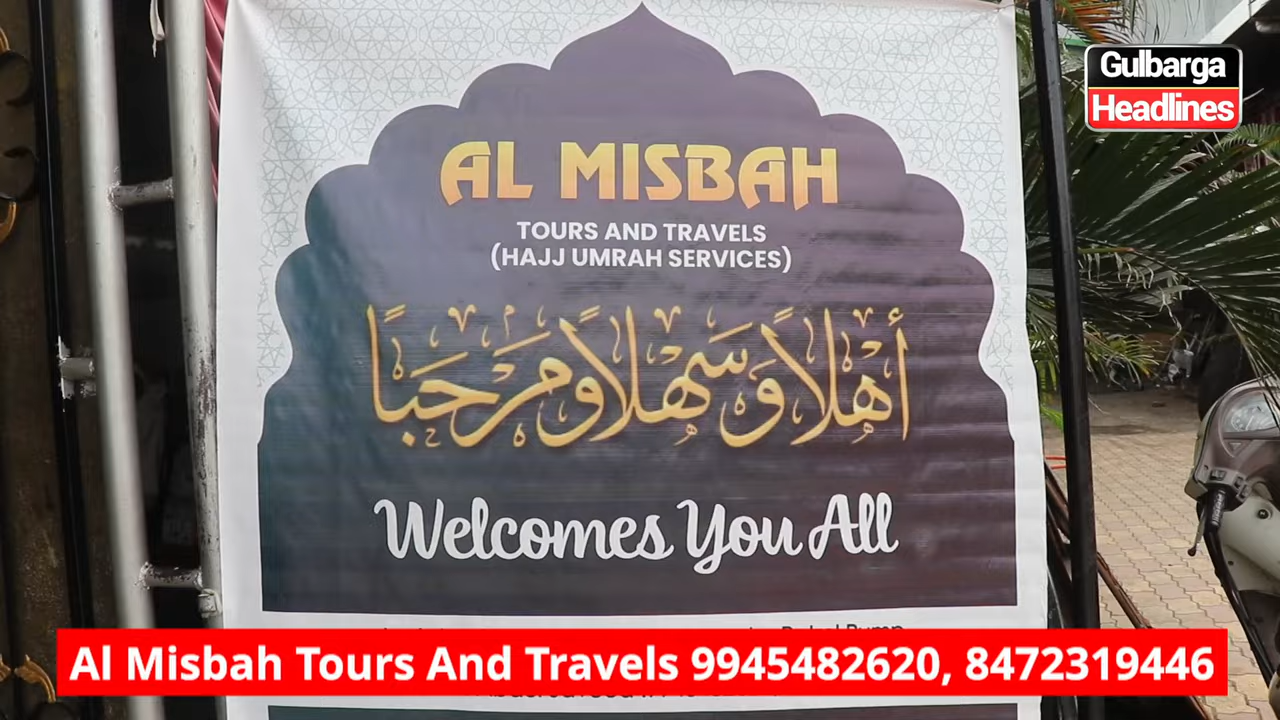 Gulbarga
Headlines
AL MISBAH
TOURS AND TRAVELS
(HAJJ UMRAH SERVICES)
أهلاً وسهلاً ومرحباً
Welcomes You All
Al Misbah Tours And Travels 9945482620, 8472319446